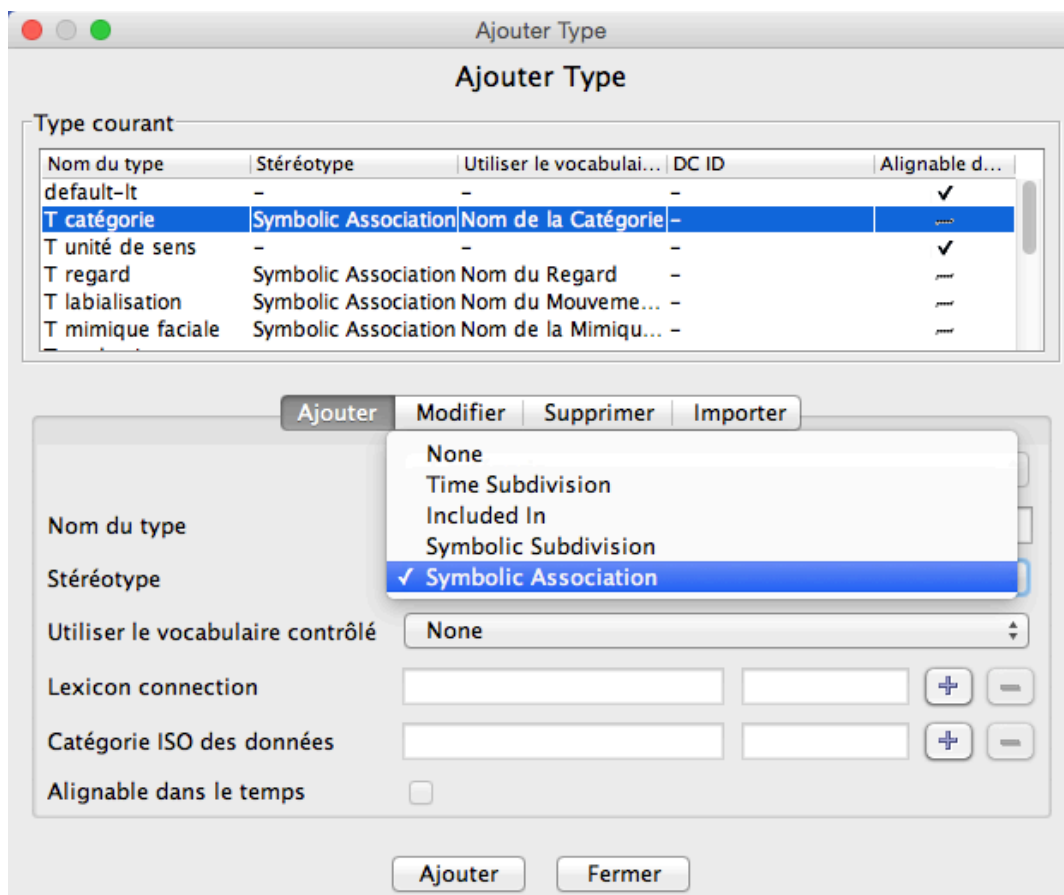 Ajouter Type
Ajouter Type
Type courant
Nom du type Stéréotype Utiliser le vocabulai... DC ID Alignable d...
default-lt – – – ✓
T catégorie Symbolic Association Nom de la Catégorie –
T unité de sens – – – ✓
T regard Symbolic Association Nom du Regard –
T labialisation Symbolic Association Nom du Mouveme... –
T mimique faciale Symbolic Association Nom de la Mimiqu... –
Ajouter Modifier Supprimer Importer
None
Time Subdivision
Included In
Nom du type
Symbolic Subdivision
Stéréotype ✓ Symbolic Association
Utiliser le vocabulaire contrôlé None
Lexicon connection
Catégorie ISO des données
Alignable dans le temps
Ajouter Fermer